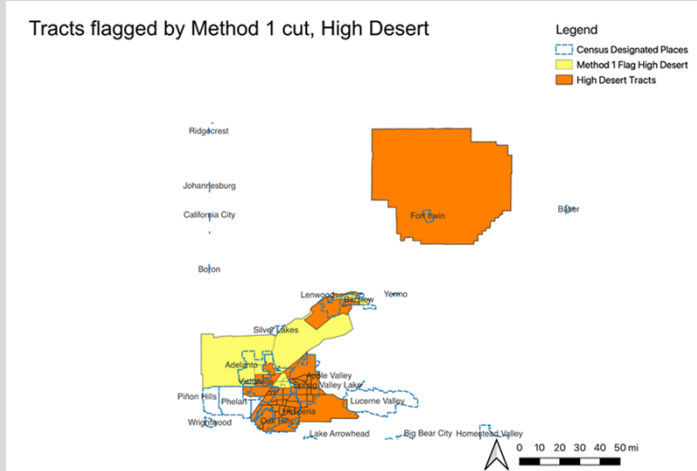 Tracts flagged by Method 1 cut, High Desert
Legend
Census Designated Places
Method 1 Flag High Desert
High Desert Tracts
Ridgecrest
Johannesburg
California City
Fort Irwin
Baker
Boron
Lenwood
Barstow
Yermo
Silver Lakes
Adelanto
Victorville
Apple Valley
Spring Valley Lake
Piñon Hills
Phelan
Lucerne Valley
Hesperia
Wrightwood
Oak Hills
Lake Arrowhead
Big Bear City
Homestead Valley
0 10 20 30 40 50 mi